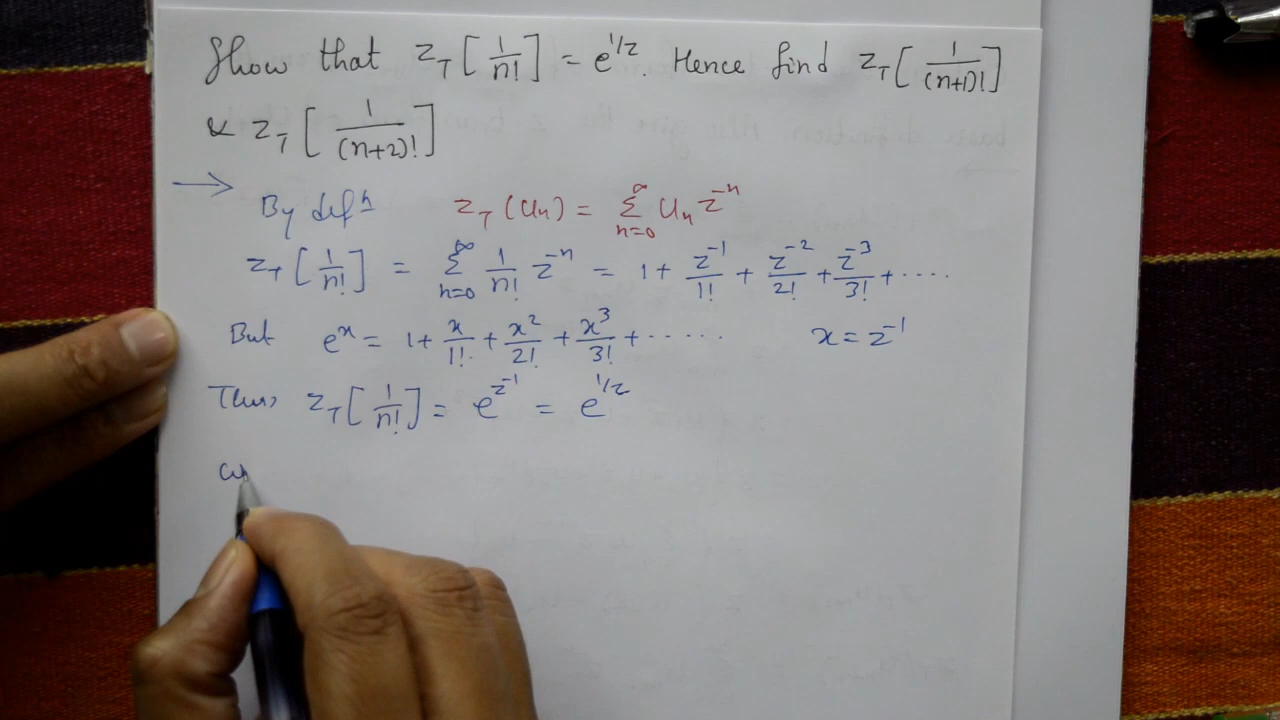 Show that Z_T[1/n!] = e^{1/z}. Hence find Z_T[1/(n+1)!]
& Z_T[1/(n+2)!]
→ By defn Z_T(u_n) = Σ_{n=0}^{∞} u_n z^{-n}
Z_T[1/n!] = Σ_{n=0}^{∞} 1/n! z^{-n} = 1 + z^{-1}/1! + z^{-2}/2! + z^{-3}/3! + ....
But e^x = 1 + x/1! + x^2/2! + x^3/3! + ...... x = z^{-1}
Thus Z_T[1/n!] = e^{z^{-1}} = e^{1/z}